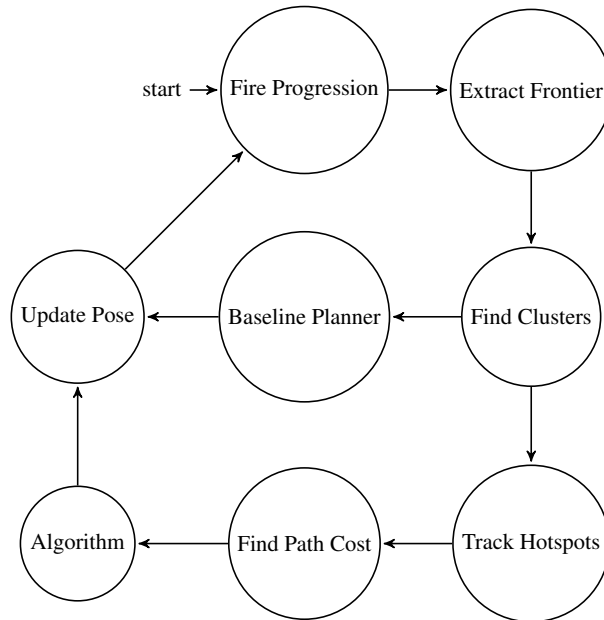 start
Fire Progression
Extract Frontier
Update Pose
Baseline Planner
Find Clusters
Algorithm
Find Path Cost
Track Hotspots